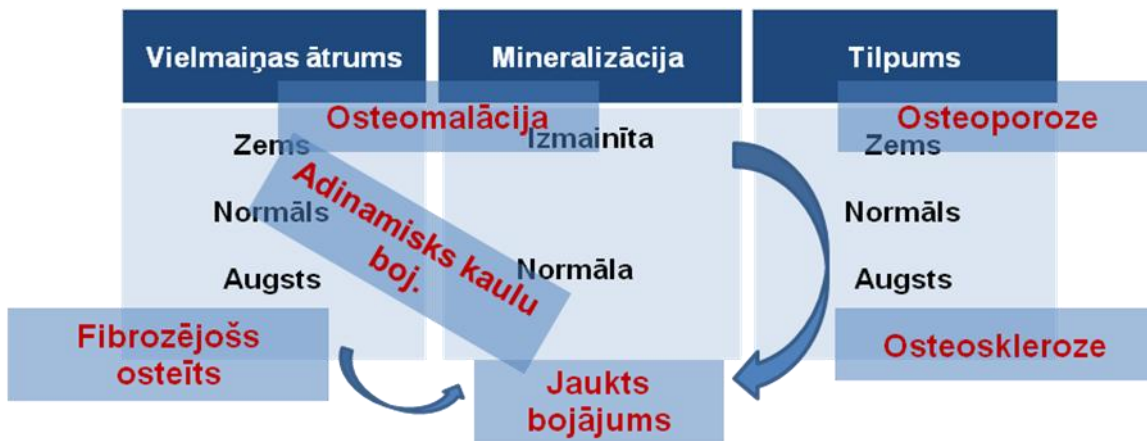 Vielmaiņas ātrums
Mineralizācija
Tilpums
Osteomalācija
Osteoporoze
Zems
Izmainīta
Zems
Adinamisks kaulu
boj.
Normāls
Normāls
Augsts
Normāla
Augsts
Fibrozējošs
osteīts
Osteoskleroze
Jaukts
bojājums